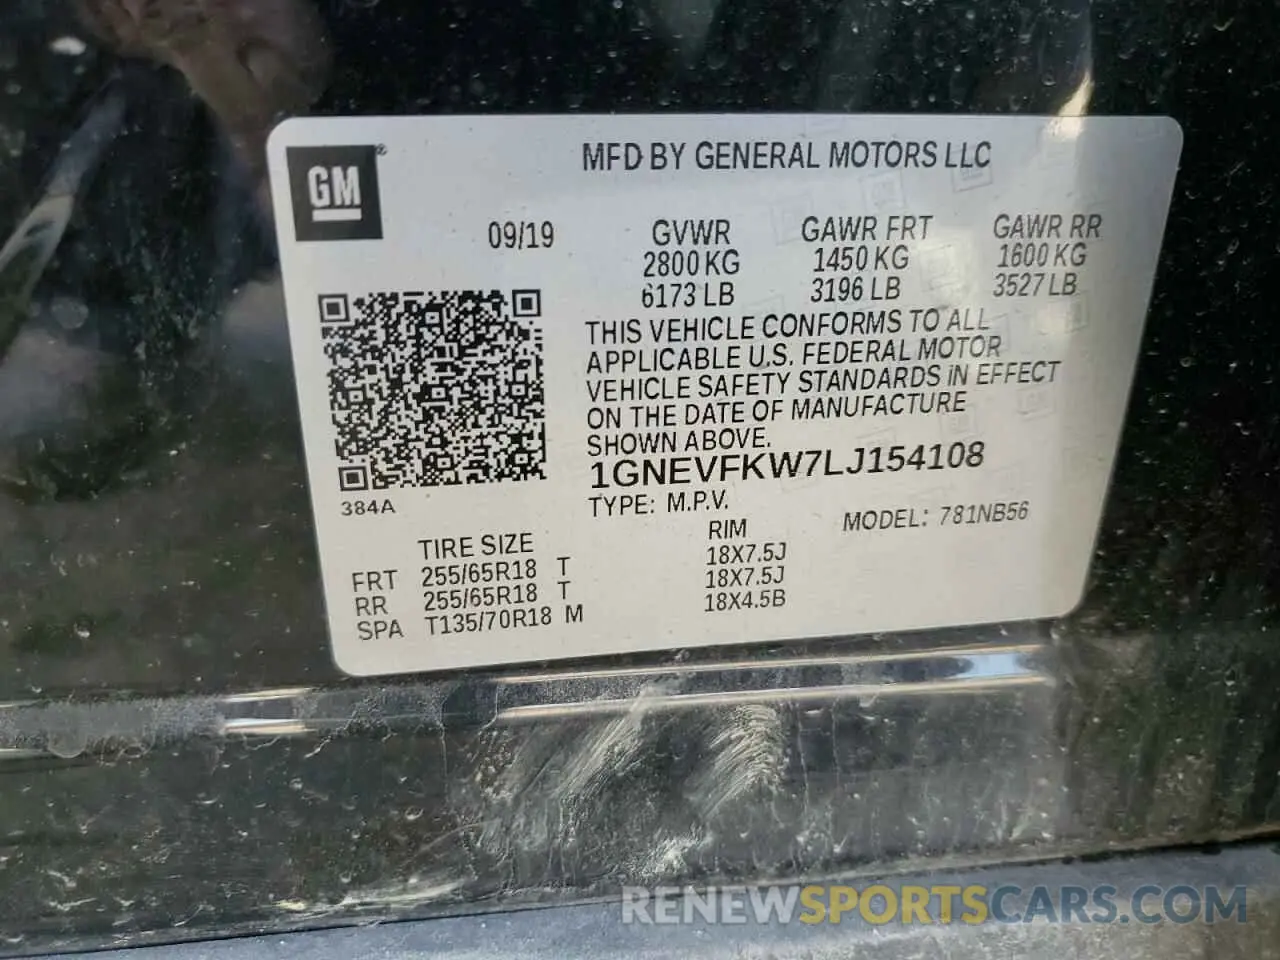 GM®
MFD BY GENERAL MOTORS LLC
09/19 GVWR GAWR FRT GAWR RR
2800 KG 1450 KG 1600 KG
6173 LB 3196 LB 3527 LB
THIS VEHICLE CONFORMS TO ALL
APPLICABLE U.S. FEDERAL MOTOR
VEHICLE SAFETY STANDARDS IN EFFECT
ON THE DATE OF MANUFACTURE
SHOWN ABOVE.
1GNEVFKW7LJ154108
384A
TYPE: M.P.V. MODEL: 781NB56
TIRE SIZE RIM
FRT 255/65R18 T 18X7.5J
RR 255/65R18 T 18X7.5J
SPA T135/70R18 M 18X4.5B
RENEWSPORTSCARS.COM